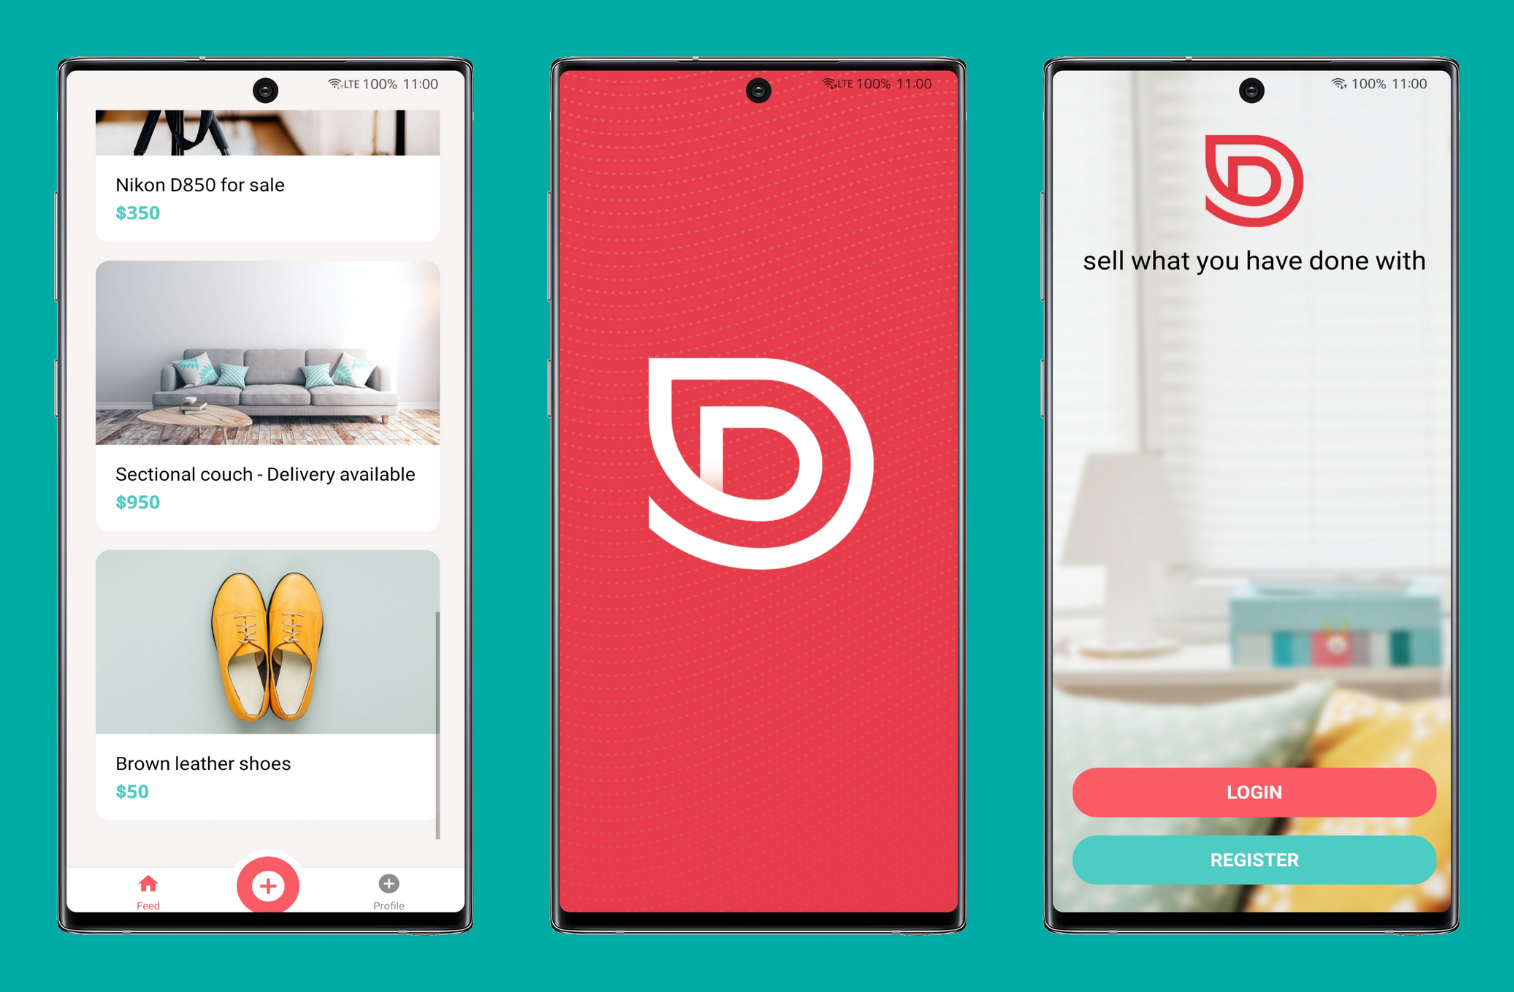 LTE 100% 11:00
Nikon D850 for sale
$350
Sectional couch - Delivery available
$950
Brown leather shoes
$50
Feed
Profile
LTE 100% 11:00
100% 11:00
sell what you have done with
LOGIN
REGISTER